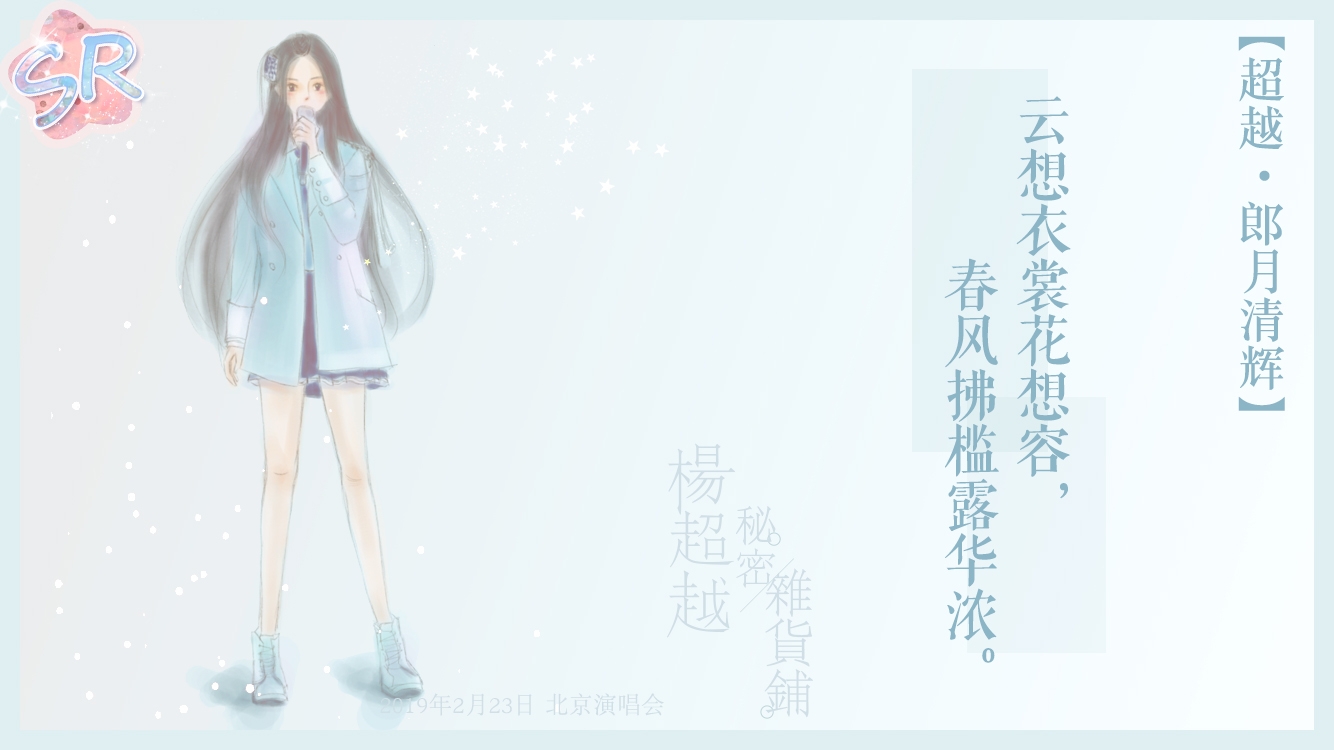 SR
【超越・郎月清辉】
云想衣裳花想容，
春风拂槛露华浓。
楊超越
秘密
雜貨鋪
2019年2月23日 北京演唱会